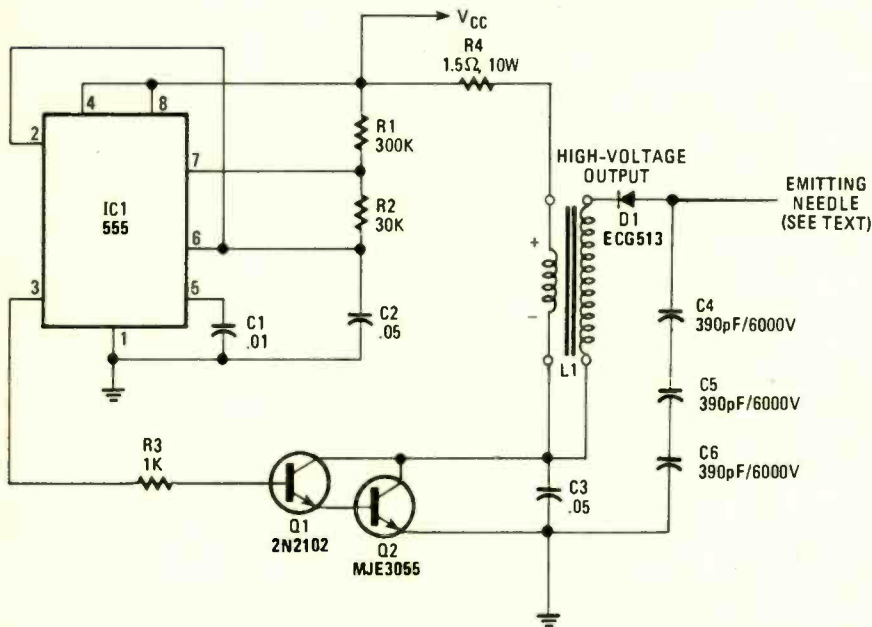 V_CC
R4
1.5Ω, 10W
4
8
2
R1
300K
7
HIGH-VOLTAGE
OUTPUT
IC1
555
R2
30K
D1
ECG513
EMITTING
NEEDLE
(SEE TEXT)
6
+
3
5
C1
.01
C2
.05
C4
390pF/6000V
−
1
L1
C5
390pF/6000V
R3
1K
C6
390pF/6000V
C3
.05
Q1
2N2102
Q2
MJE3055